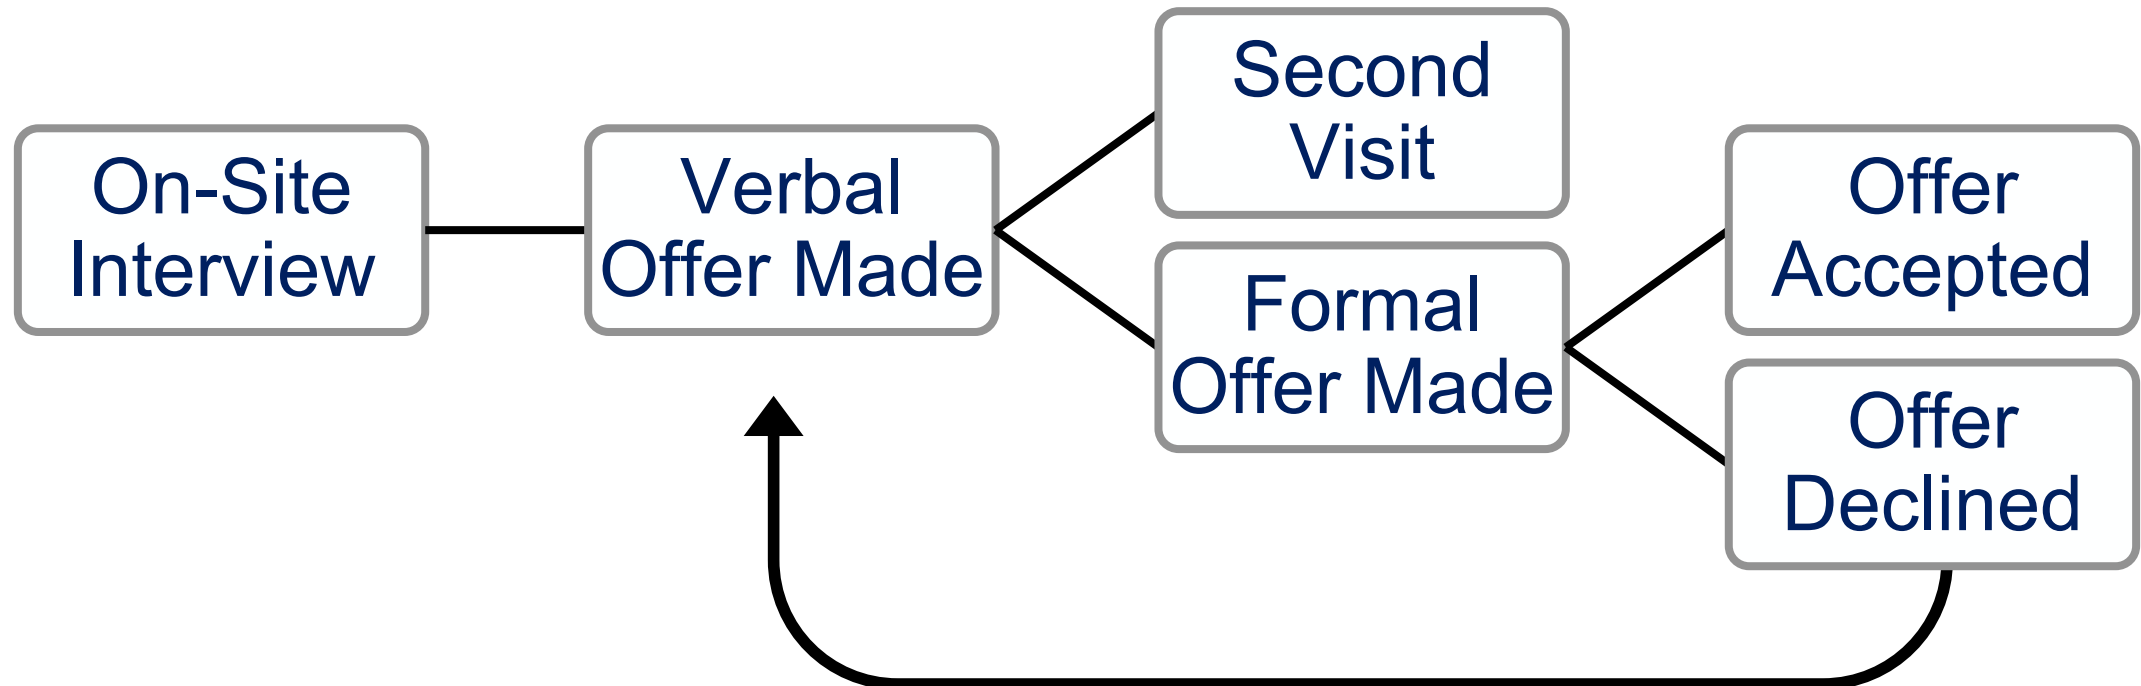 On-Site
Interview
Verbal
Offer Made
Second
Visit
Formal
Offer Made
Offer
Accepted
Offer
Declined